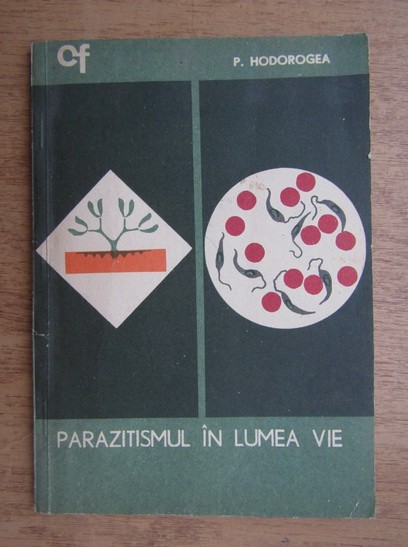 cf
P. HODOROGEA
PARAZITISMUL ÎN LUMEA VIE